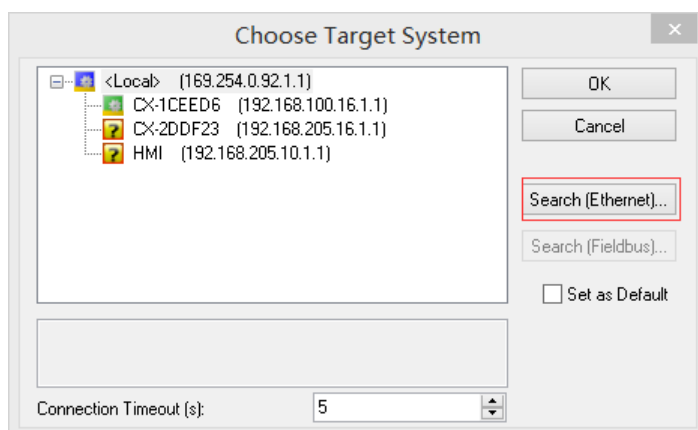 Choose Target System
<Local> (169.254.0.92.1.1)
CX-1CEED6 (192.168.100.16.1.1)
CX-2DDF23 (192.168.205.16.1.1)
HMI (192.168.205.10.1.1)
OK
Cancel
Search (Ethernet)...
Search (Fieldbus)...
Set as Default
Connection Timeout (s):
5